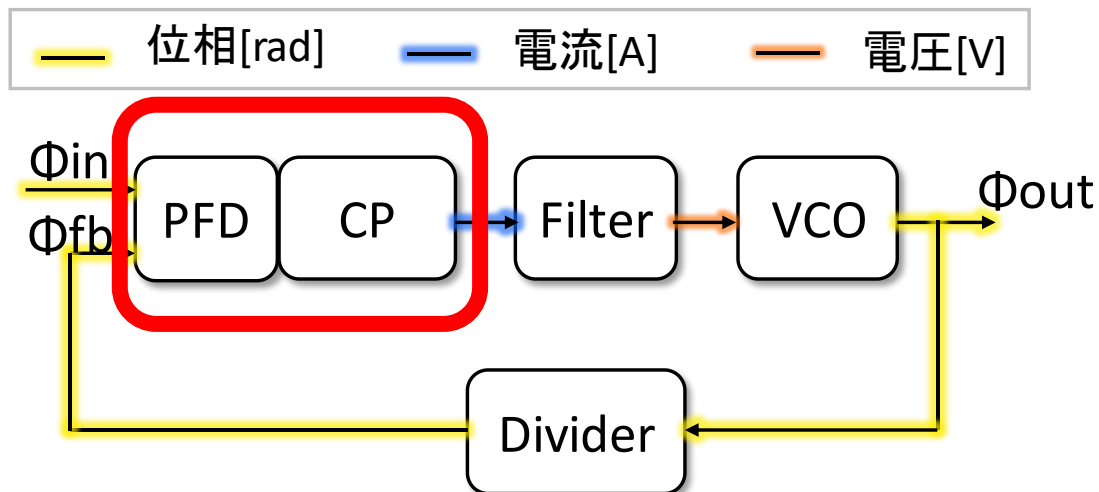 位相[rad] 電流[A] 電圧[V]
Φin
Φfb
PFD CP Filter VCO
Φout
Divider